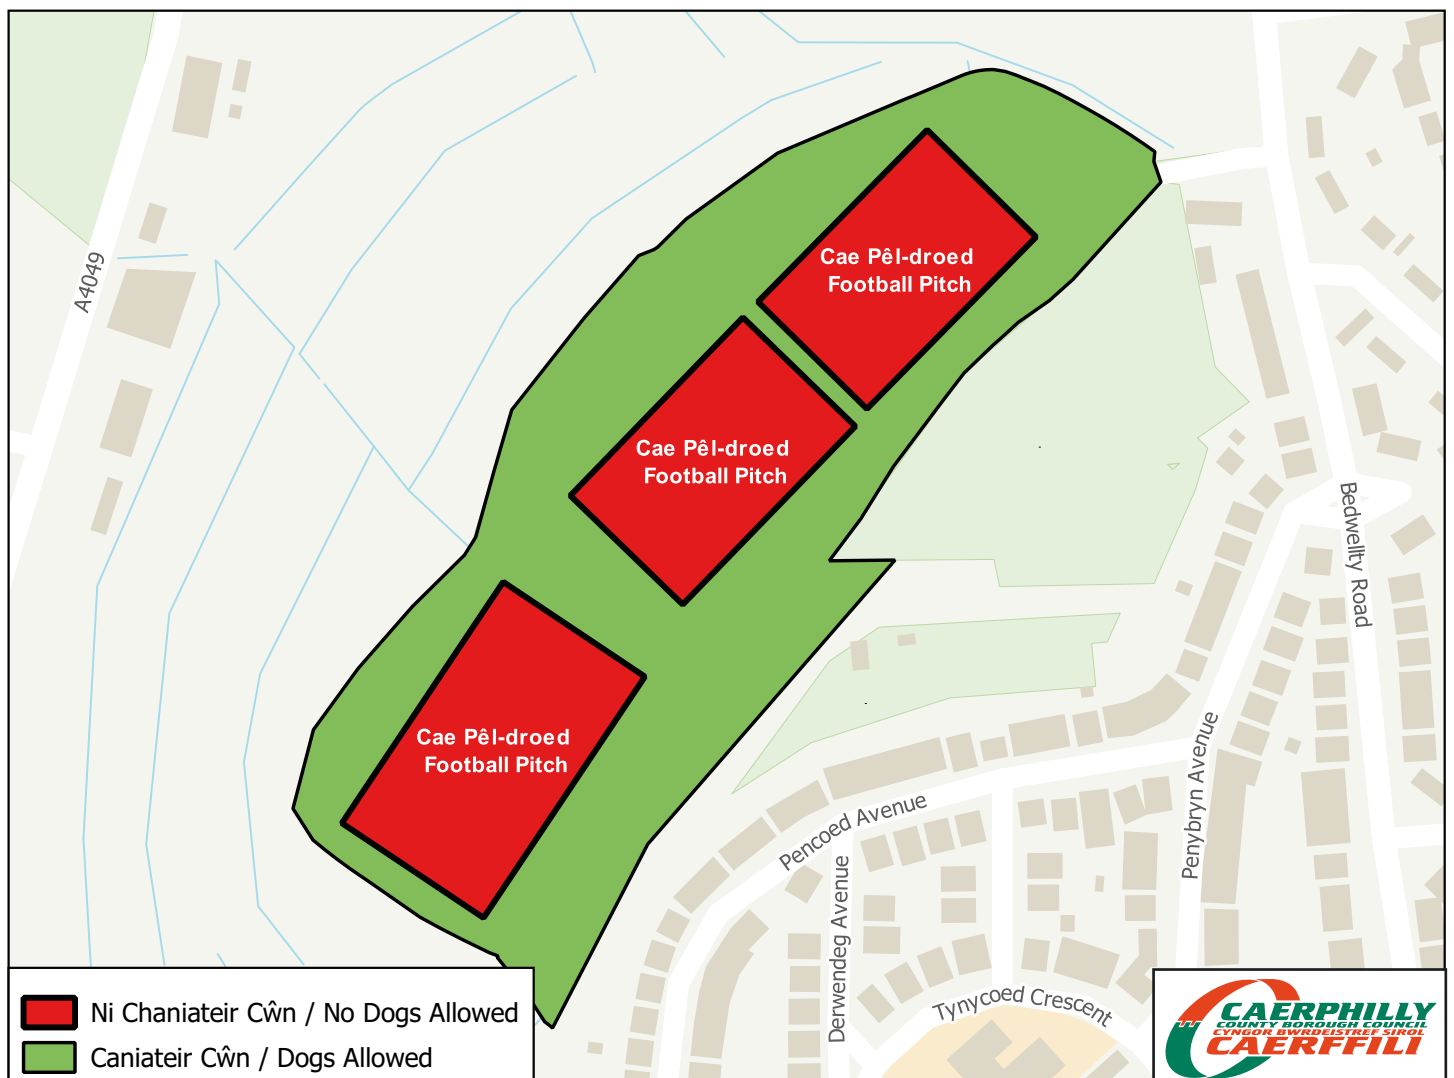 A4049
Cae Pêl-droed
Football Pitch
Cae Pêl-droed
Football Pitch
Cae Pêl-droed
Football Pitch
Bedwellty Road
Penybryn Avenue
Pencoed Avenue
Derwendeg Avenue
Tynycoed Crescent
Ni Chaniateir Cŵn / No Dogs Allowed
Caniateir Cŵn / Dogs Allowed
CAERPHILLY
COUNTY BOROUGH COUNCIL
CYNGOR BWRDEISTREF SIROL
CAERFFILI